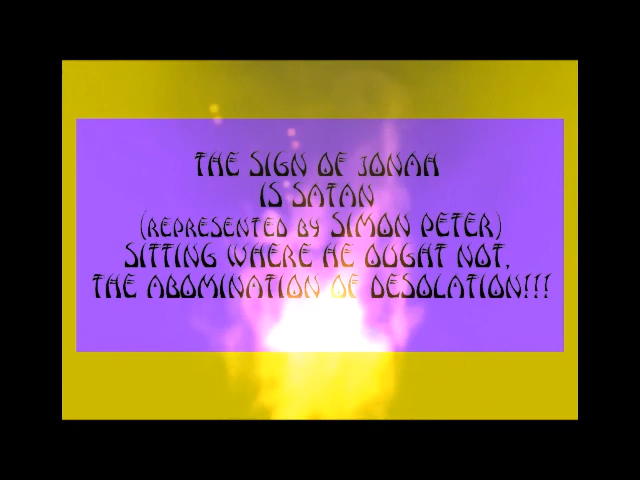 THE SIGN OF JONAH
IS SATAN
(REPRESENTED BY SIMON PETER)
SITTING WHERE HE OUGHT NOT,
THE ABOMINATION OF DESOLATION!!!